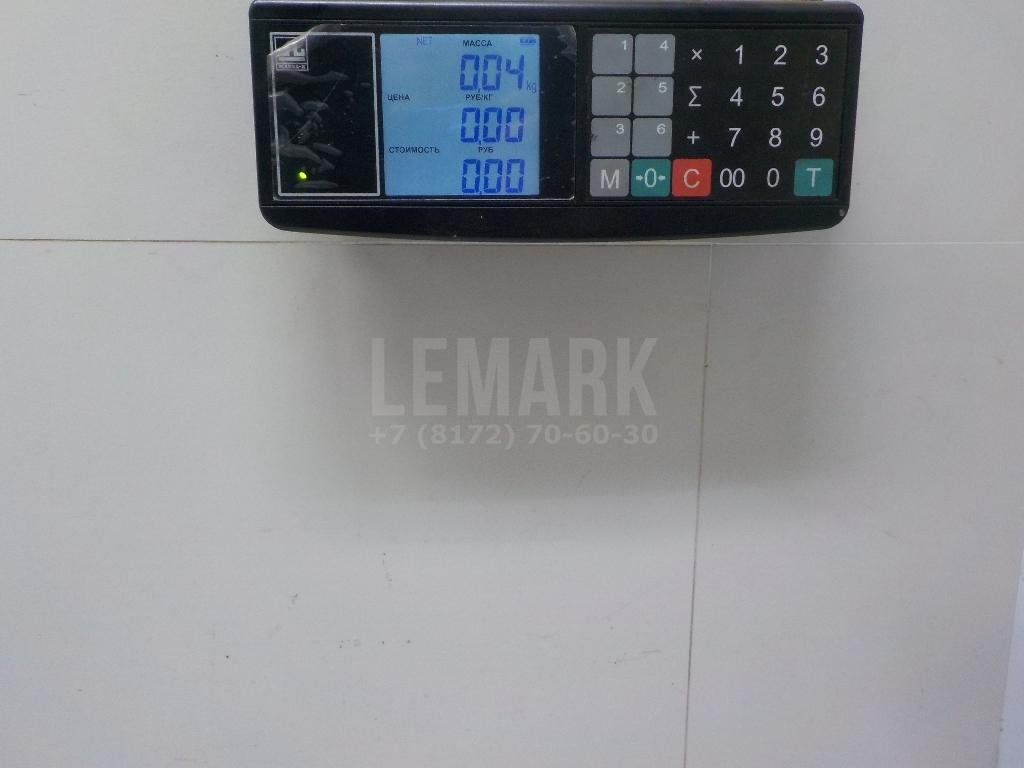 NET МАССА
0,04 kg
ЦЕНА РУБ/КГ
0,00
СТОИМОСТЬ РУБ
0,00
1 4 × 1 2 3
2 5 Σ 4 5 6
3 6 + 7 8 9
M →0← C 00 0 T
LEMARK
+7 (8172) 70-60-30